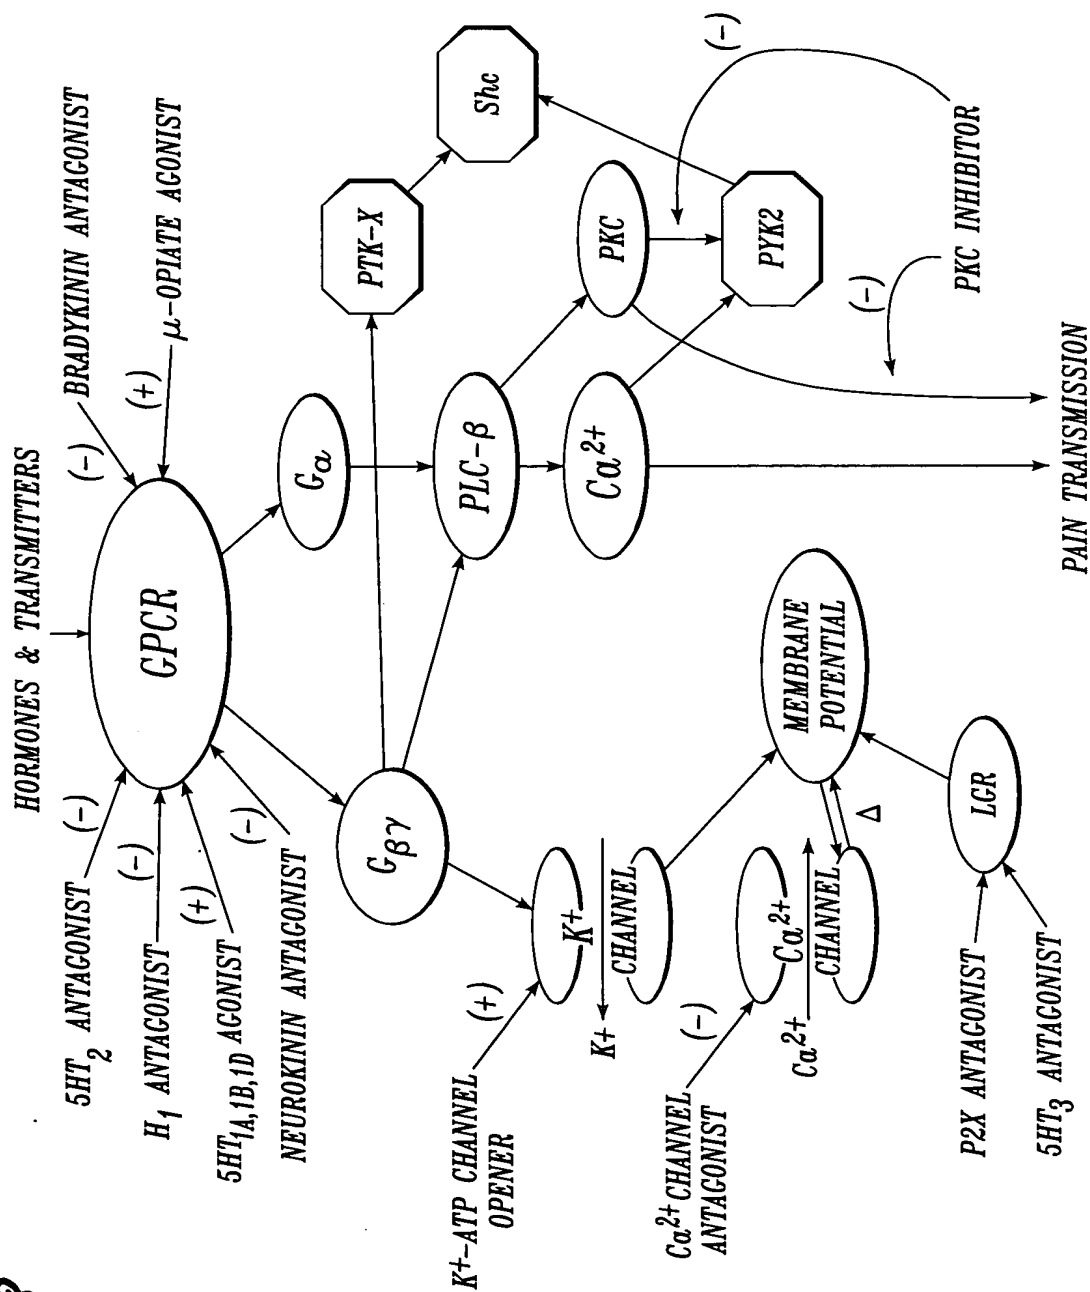 HORMONES & TRANSMITTERS
5HT2 ANTAGONIST
(-)
H1 ANTAGONIST
(-)
5HT1A,1B,1D AGONIST
(+)
NEUROKININ ANTAGONIST
(-)
BRADYKININ ANTAGONIST
(-)
μ-OPIATE AGONIST
(+)
GPCR
Gβγ
Gα
PTK-X
Shc
PLC-β
PKC
Ca2+
PYK2
(-)
(-)
PKC INHIBITOR
PAIN TRANSMISSION
K+-ATP CHANNEL
OPENER
(+)
K+
CHANNEL
K+
Ca2+ CHANNEL
ANTAGONIST
(-)
Ca2+
CHANNEL
Ca2+
MEMBRANE
POTENTIAL
Δ
LGR
P2X ANTAGONIST
5HT3 ANTAGONIST